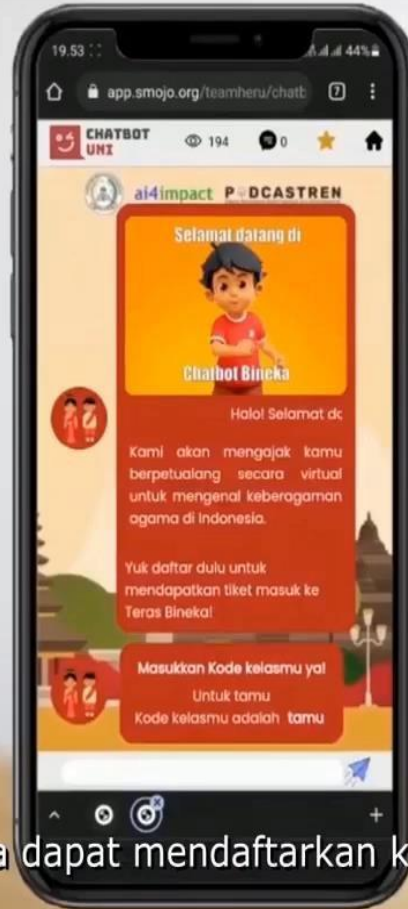 19.53
44%
app.smojo.org/teamheru/chatb
7
CHATBOT
UNI
194
0
ai4impact PODCASTREN
Selamat datang di
Chatbot Bineka
Halo! Selamat da
Kami akan mengajak kamu
berpetualang secara virtual
untuk mengenal keberagaman
agama di Indonesia.
Yuk daftar dulu untuk
mendapatkan tiket masuk ke
Teras Bineka!
Masukkan Kode kelasmu ya!
Untuk tamu
Kode kelasmu adalah tamu
a dapat mendaftarkan k